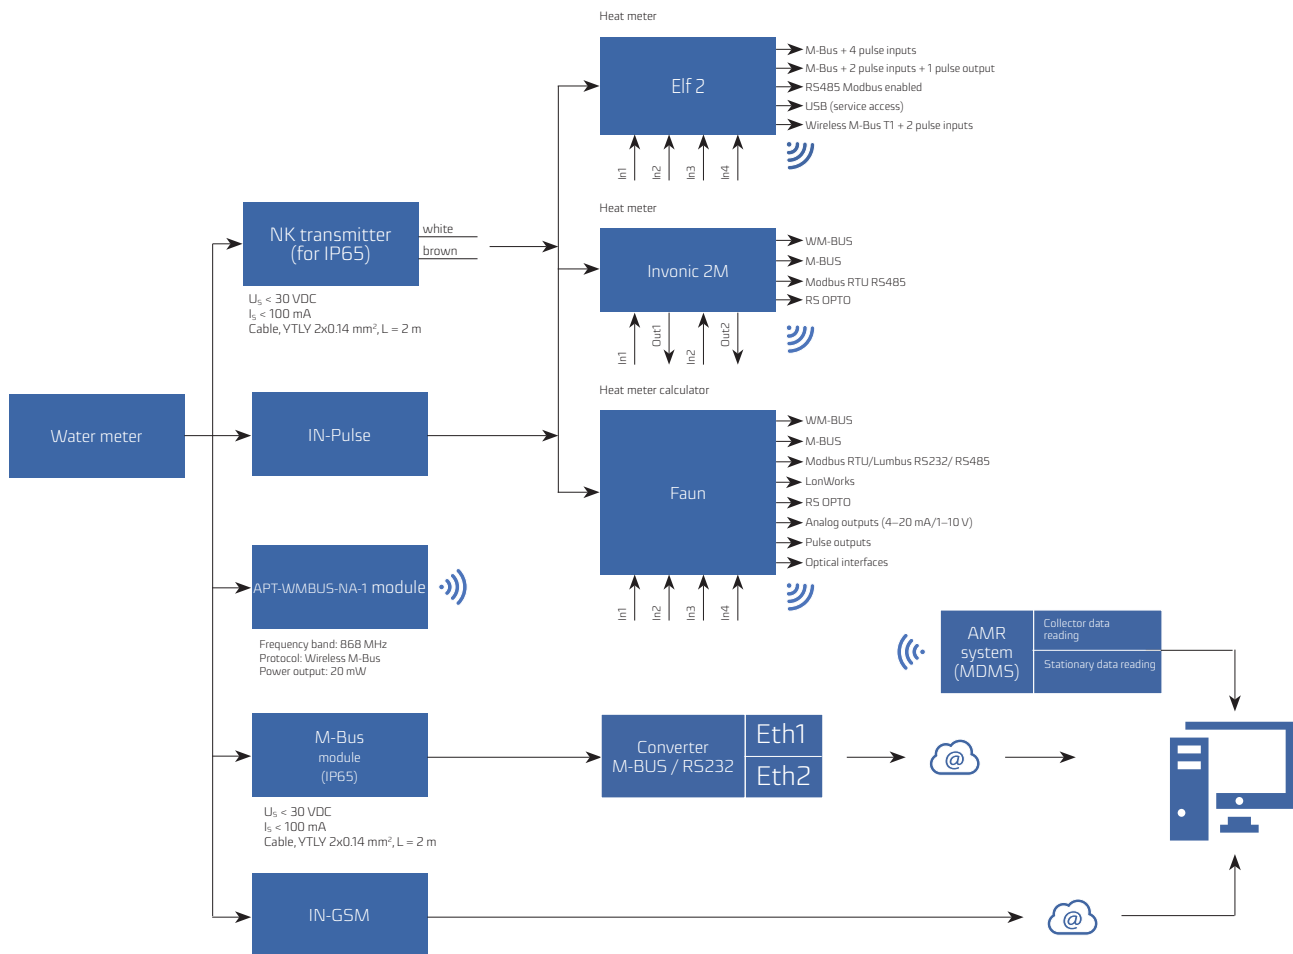 Heat meter
Elf 2
M-Bus + 4 pulse inputs
M-Bus + 2 pulse inputs + 1 pulse output
RS485 Modbus enabled
USB (service access)
Wireless M-Bus T1 + 2 pulse inputs
In1
In2
In3
In4
NK transmitter
(for IP65)
white
brown
Us < 30 VDC
Is < 100 mA
Cable, YTLY 2x0.14 mm², L = 2 m
Heat meter
Invonic 2M
WM-BUS
M-BUS
Modbus RTU RS485
RS OPTO
In1
Out1
In2
Out2
Water meter
IN-Pulse
Heat meter calculator
Faun
WM-BUS
M-BUS
Modbus RTU/Lumbus RS232/ RS485
LonWorks
RS OPTO
Analog outputs (4–20 mA/1–10 V)
Pulse outputs
Optical interfaces
In1
In2
In3
In4
APT-WMBUS-NA-1 module
Frequency band: 868 MHz
Protocol: Wireless M-Bus
Power output: 20 mW
AMR
system
(MDMS)
Collector data
reading
Stationary data reading
M-Bus
module
(IP65)
Us < 30 VDC
Is < 100 mA
Cable, YTLY 2x0.14 mm², L = 2 m
Converter
M-BUS / RS232
Eth1
Eth2
@
IN-GSM
@